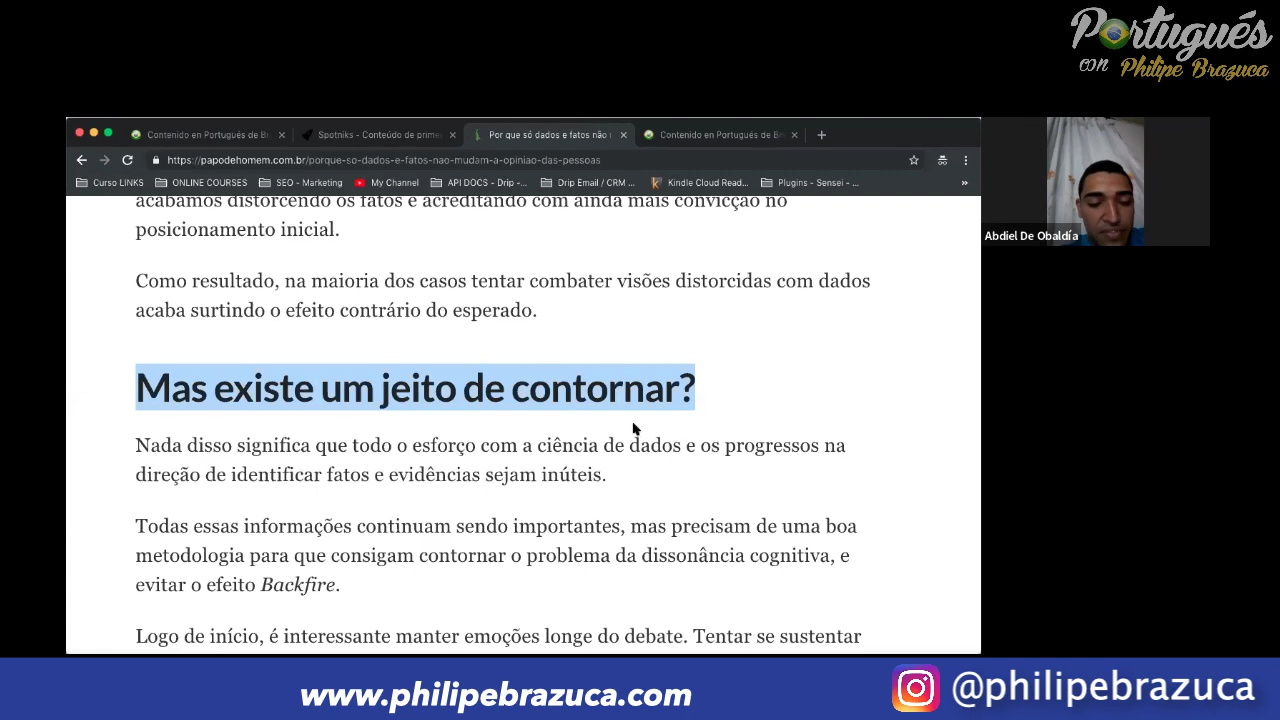 Portugués
con Philipe Brazuca
Contenido en Portugués de B
Spotniks - Conteúdo de prime
Por que só dados e fatos não
Contenido en Portugués de B
https://papodehomem.com.br/porque-so-dados-e-fatos-nao-mudam-a-opiniao-das-pessoas
Curso LINKS
ONLINE COURSES
SEO - Marketing
My Channel
API DOCS - Drip -...
Drip Email / CRM ...
Kindle Cloud Read...
Plugins - Sensei - ...
»
Abdiel De Obaldía
acabamos distorcendo os fatos e acreditando com ainda mais convicção no
posicionamento inicial.
Como resultado, na maioria dos casos tentar combater visões distorcidas com dados
acaba surtindo o efeito contrário do esperado.
Mas existe um jeito de contornar?
Nada disso significa que todo o esforço com a ciência de dados e os progressos na
direção de identificar fatos e evidências sejam inúteis.
Todas essas informações continuam sendo importantes, mas precisam de uma boa
metodologia para que consigam contornar o problema da dissonância cognitiva, e
evitar o efeito Backfire.
Logo de início, é interessante manter emoções longe do debate. Tentar se sustentar
www.philipebrazuca.com
@philipebrazuca